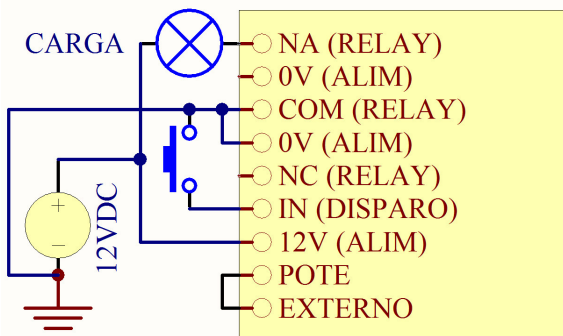 CARGA
NA (RELAY)
0V (ALIM)
COM (RELAY)
0V (ALIM)
NC (RELAY)
IN (DISPARO)
12V (ALIM)
POTE
EXTERNO
12VDC
+
−